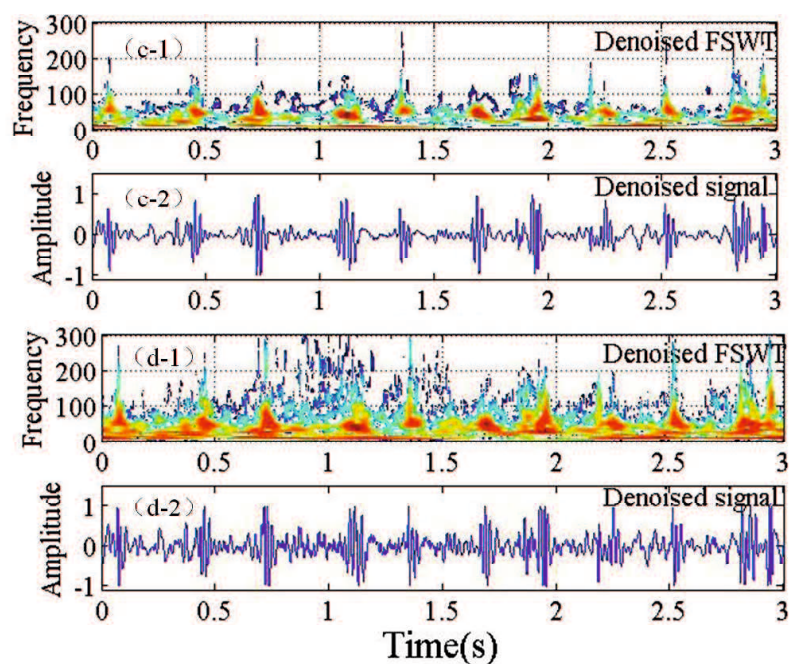 300
200
100
0
Frequency
(c-1)
Denoised FSWT
0 0.5 1 1.5 2 2.5 3
1
0
-1
Amplitude
(c-2)
Denoised signal
0 0.5 1 1.5 2 2.5 3
300
200
100
0
Frequency
(d-1)
Denoised FSWT
0 0.5 1 1.5 2 2.5 3
1
0
-1
Amplitude
(d-2)
Denoised signal
0 0.5 1 1.5 2 2.5 3
Time(s)